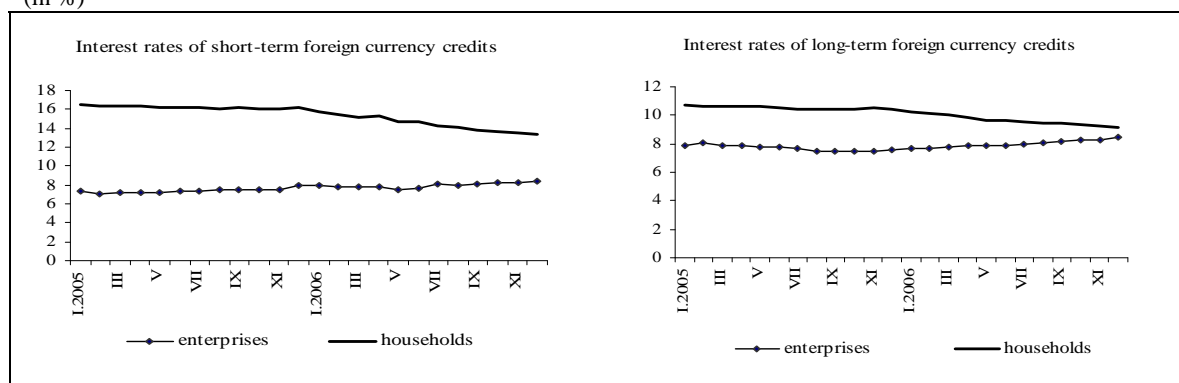 (in %)
Interest rates of short-term foreign currency credits
18
16
14
12
10
8
6
4
2
0
I.2005
III
V
VII
IX
XI
I.2006
III
V
VII
IX
XI
enterprises
households
Interest rates of long-term foreign currency credits
12
10
8
6
4
2
0
I.2005
III
V
VII
IX
XI
I.2006
III
V
VII
IX
XI
enterprises
households